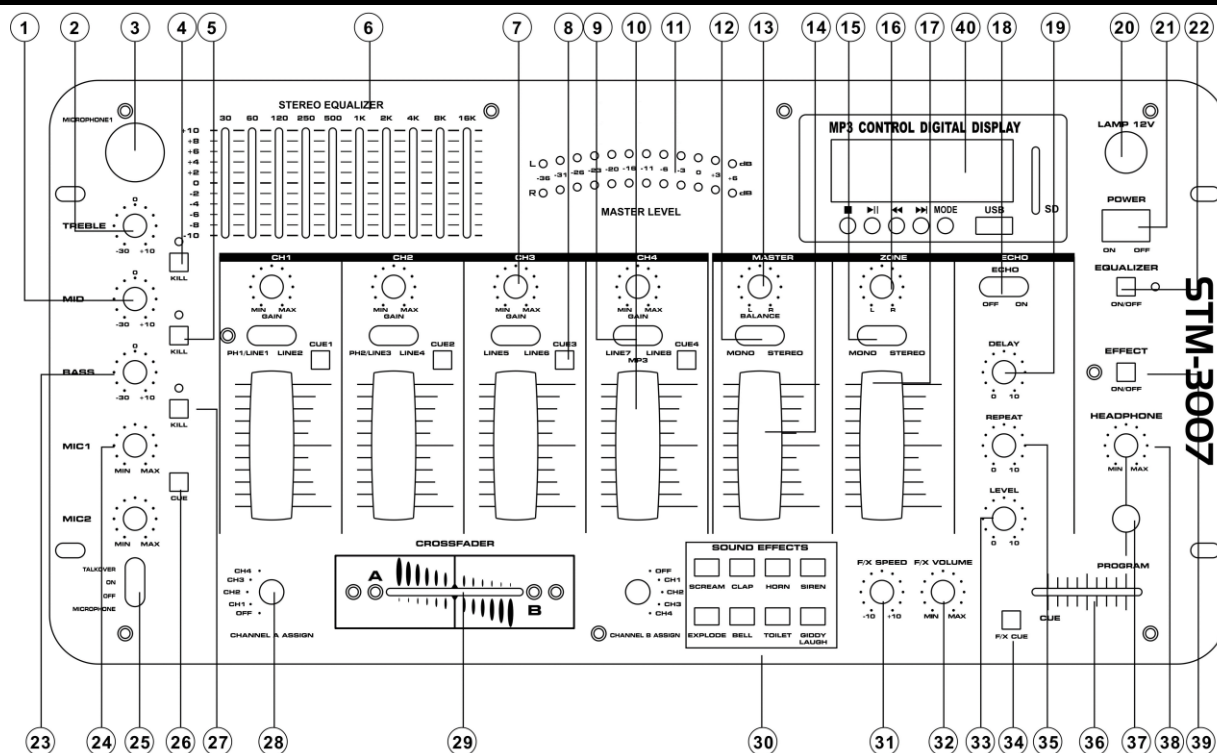 1 2 3 4 5 6 7 8 9 10 11 12 13 14 15 16 17 40 18 19 20 21 22
STEREO EQUALIZER
30 60 120 250 500 1K 2K 4K 8K 16K
+10
+8
+6
+4
+2
0
-2
-4
-6
-8
-10
MICROPHONE1
L dB
-36 -31 -26 -23 -20 -16 -11 -6 -3 0 +3 +6
R dB
MASTER LEVEL
MP3 CONTROL DIGITAL DISPLAY
MODE USB SD
LAMP 12V
POWER
ON OFF
EQUALIZER
ON/OFF
EFFECT
ON/OFF
STM-3007
HEADPHONE
MIN MAX
TREBLE
0
-30 +10
KILL
MID
0
-30 +10
KILL
BASS
0
-30 +10
KILL
MIC1
MIN MAX
CUE
MIC2
MIN MAX
TALKOVER
ON
OFF
MICROPHONE
CH1 CH2 CH3 CH4 MASTER ZONE ECHO
MIN MAX
GAIN
PH1/LINE1 LINE2
CUE1
MIN MAX
GAIN
PH2/LINE3 LINE4
CUE2
MIN MAX
GAIN
LINE5 LINE6
CUE3
MIN MAX
GAIN
LINE7 LINE8
MP3
CUE4
L R
BALANCE
MONO STEREO
L R
MONO STEREO
ECHO
OFF ON
DELAY
0 10
REPEAT
0 10
LEVEL
0 10
CH4
CH3
CH2
CH1
OFF
CHANNEL A ASSIGN
CROSSFADER
A
B
OFF
CH1
CH2
CH3
CH4
CHANNEL B ASSIGN
SOUND EFFECTS
SCREAM CLAP HORN SIREN
EXPLODE BELL TOILET GIDDY LAUGH
F/X SPEED
-10 +10
F/X VOLUME
MIN MAX
F/X CUE
PROGRAM
CUE
23 24 25 26 27 28 29 30 31 32 33 34 35 36 37 38 39